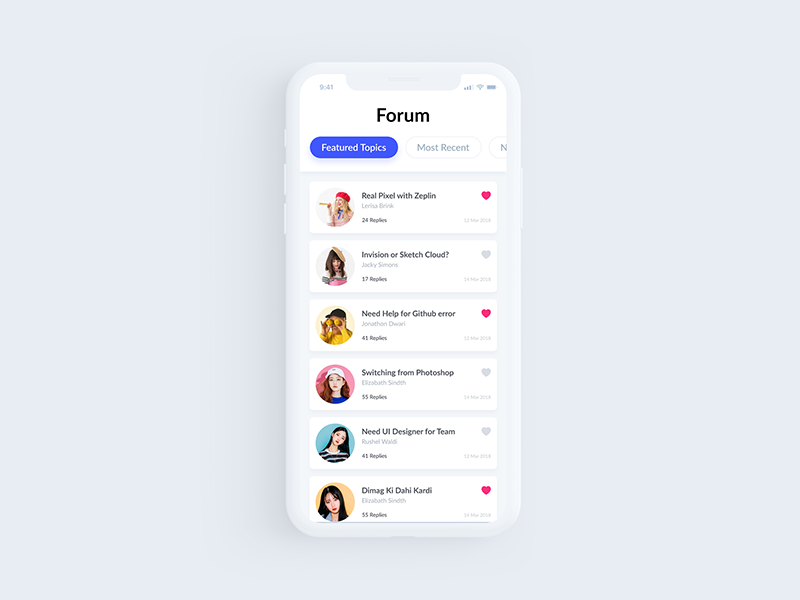 9:41
Forum
Featured Topics
Most Recent
N
Real Pixel with Zeplin
Lerisa Brink
24 Replies
12 Mar 2018
Invision or Sketch Cloud?
Jacky Simons
17 Replies
14 Mar 2018
Need Help for Github error
Jonathon Dwan
41 Replies
12 Mar 2018
Switching from Photoshop
Elizabath Sindth
55 Replies
14 Mar 2018
Need UI Designer for Team
Rushel Waldi
41 Replies
12 Mar 2018
Dimag Ki Dahi Kardi
Elizabath Sindth
55 Replies
14 Mar 2018